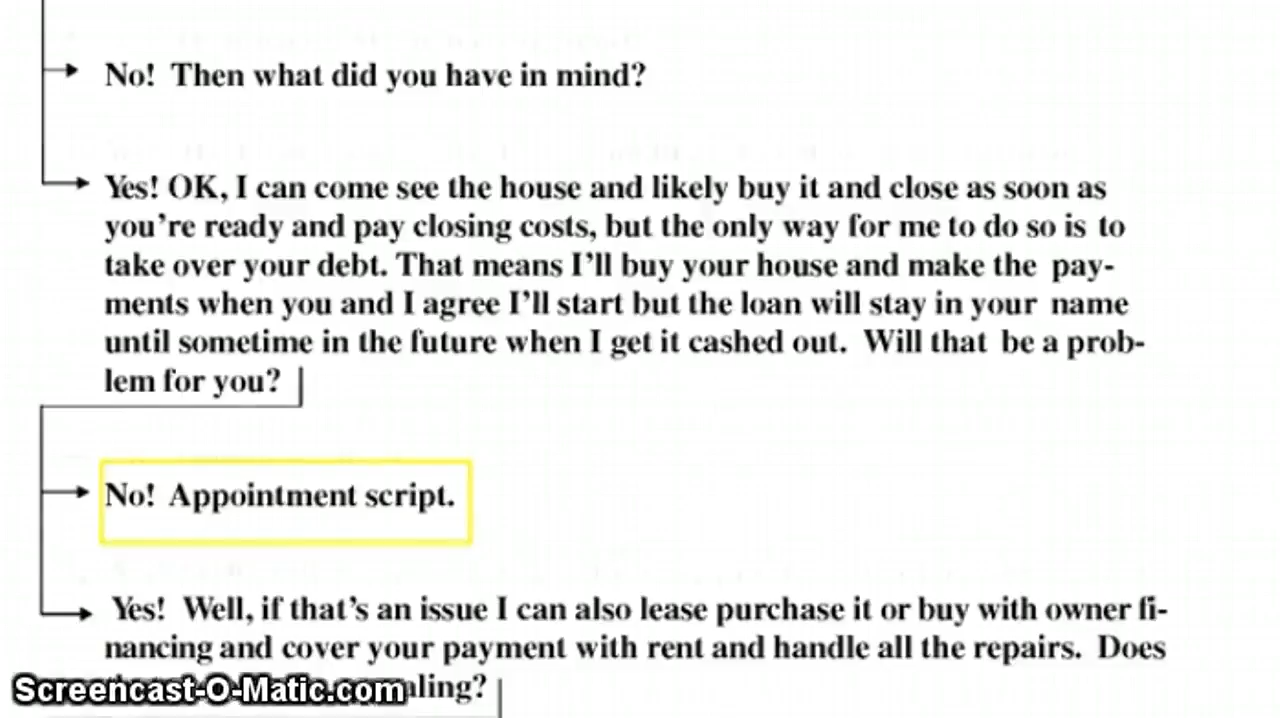 No! Then what did you have in mind?
Yes! OK, I can come see the house and likely buy it and close as soon as
you're ready and pay closing costs, but the only way for me to do so is to
take over your debt. That means I'll buy your house and make the pay-
ments when you and I agree I'll start but the loan will stay in your name
until sometime in the future when I get it cashed out. Will that be a prob-
lem for you?
No! Appointment script.
Yes! Well, if that's an issue I can also lease purchase it or buy with owner fi-
nancing and cover your payment with rent and handle all the repairs. Does
Screencast-O-Matic.com